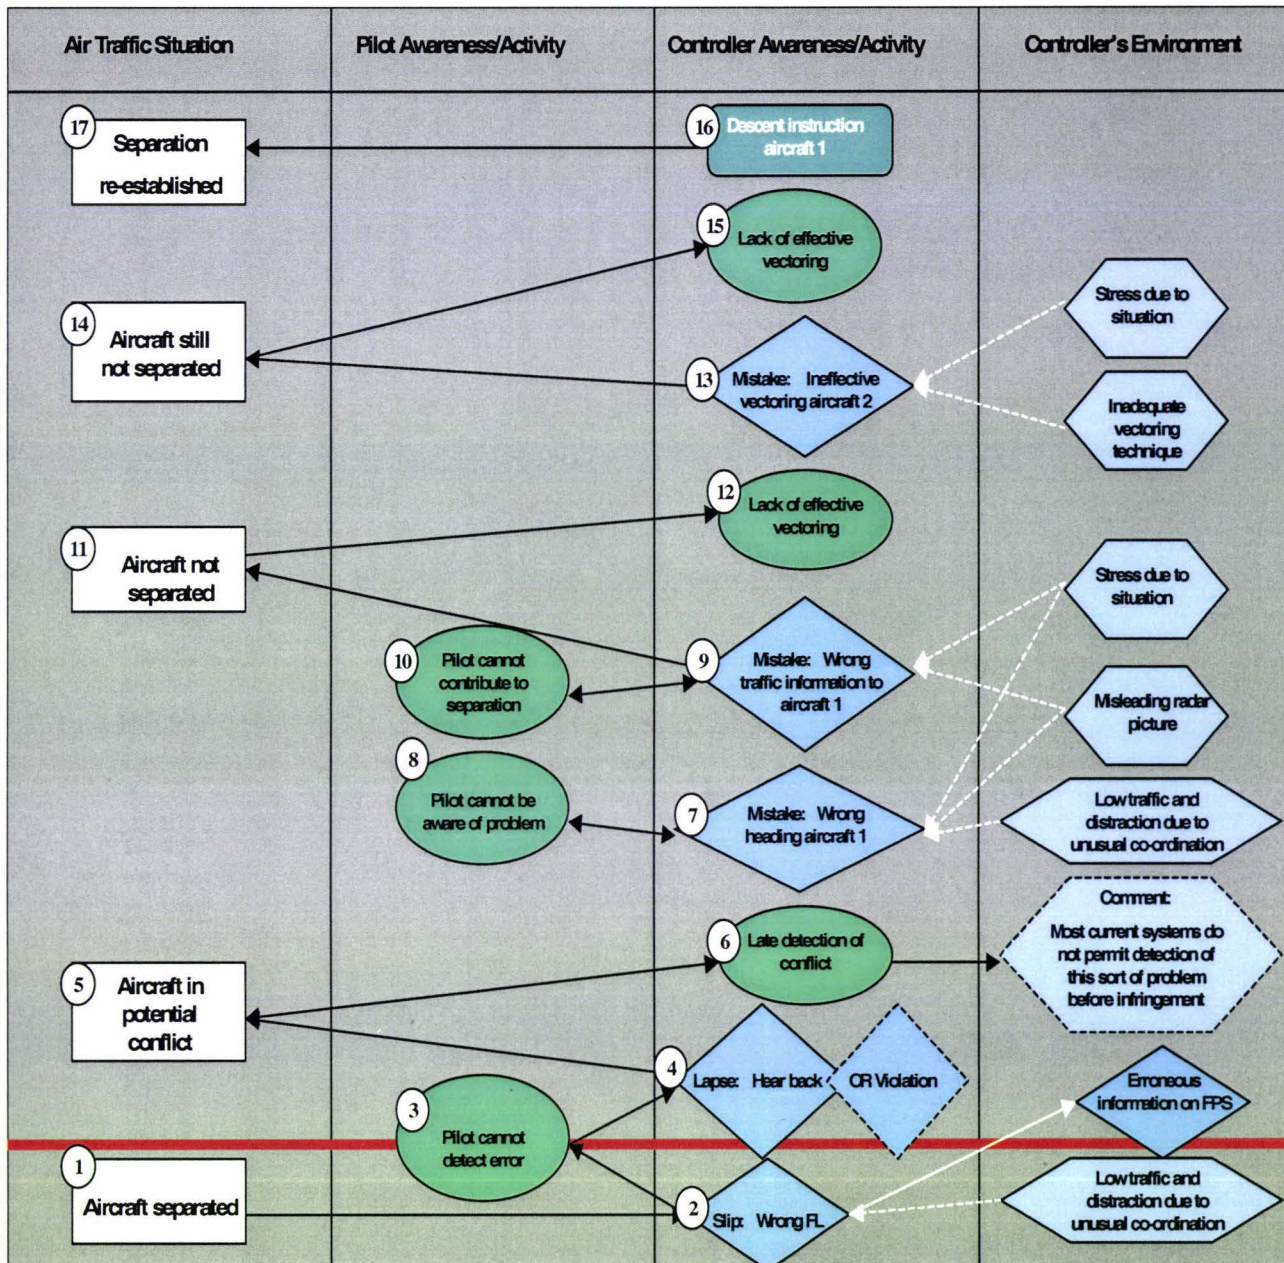 Air Traffic Situation
Pilot Awareness/Activity
Controller Awareness/Activity
Controller's Environment
17
Separation
re-established
16
Descent instruction
aircraft 1
15
Lack of effective
vectoring
14
Aircraft still
not separated
13
Mistake: Ineffective
vectoring aircraft 2
Stress due to
situation
Inadequate
vectoring
technique
12
Lack of effective
vectoring
11
Aircraft not
separated
10
Pilot cannot
contribute to
separation
9
Mistake: Wrong
traffic information to
aircraft 1
Stress due to
situation
Misleading radar
picture
8
Pilot cannot be
aware of problem
7
Mistake: Wrong
heading aircraft 1
Low traffic and
distraction due to
unusual co-ordination
6
Late detection of
conflict
Comment:
Most current systems do
not permit detection of
this sort of problem
before infringement
5
Aircraft in
potential
conflict
4
Lapse: Hear back
OR Violation
Erroneous
information on FPS
3
Pilot cannot
detect error
1
Aircraft separated
2
Slip: Wrong FL
Low traffic and
distraction due to
unusual co-ordination